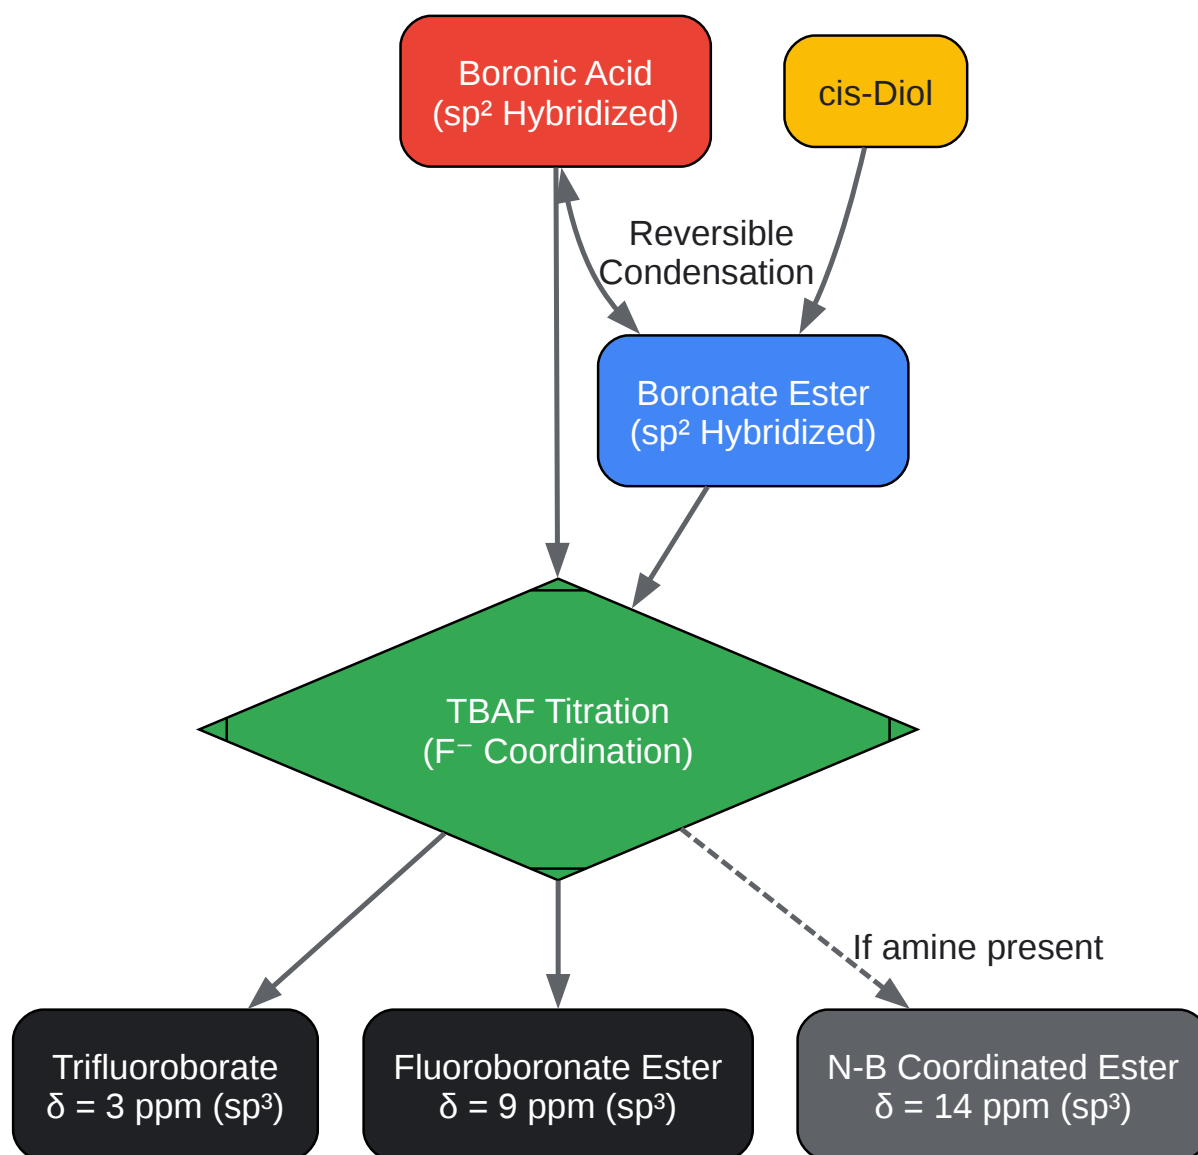 Boronic Acid
(sp² Hybridized)
cis-Diol
Reversible
Condensation
Boronate Ester
(sp² Hybridized)
TBAF Titration
(F⁻ Coordination)
If amine present
Trifluoroborate
δ = 3 ppm (sp³)
Fluoroboronate Ester
δ = 9 ppm (sp³)
N-B Coordinated Ester
δ = 14 ppm (sp³)